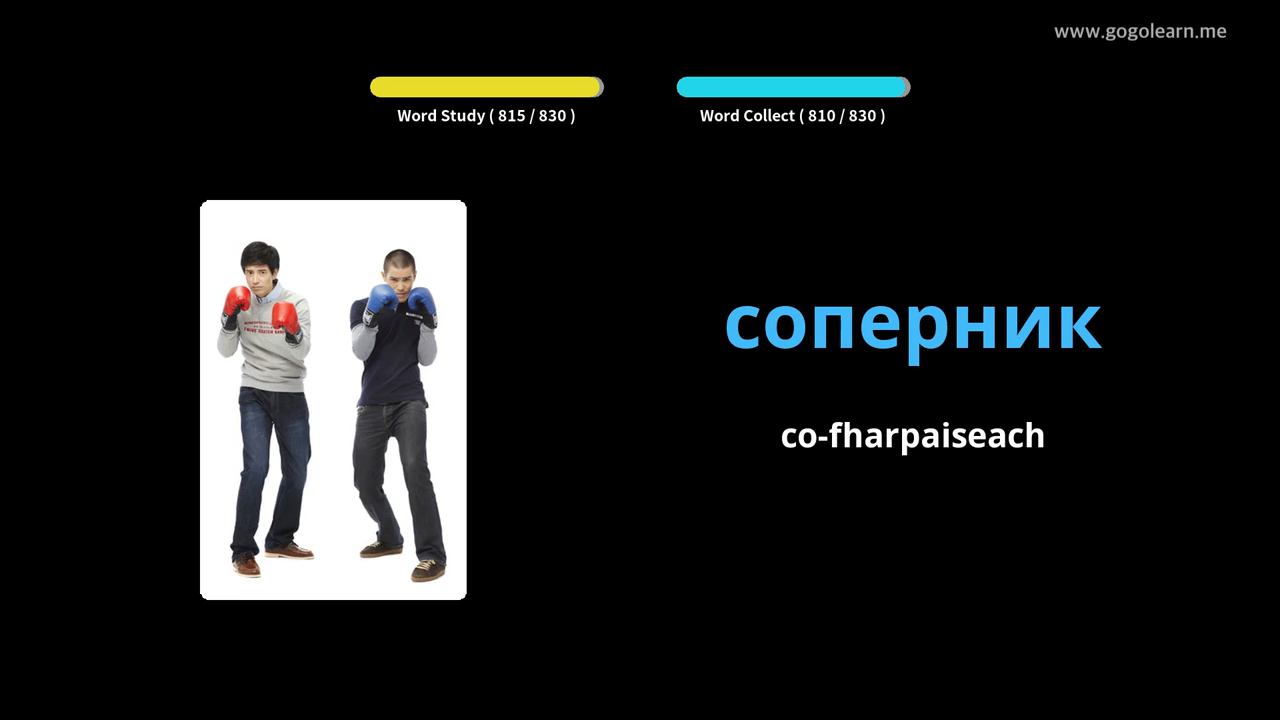 www.gogolearn.me
Word Study ( 815 / 830 )
Word Collect ( 810 / 830 )
соперник
co-fharpaiseach